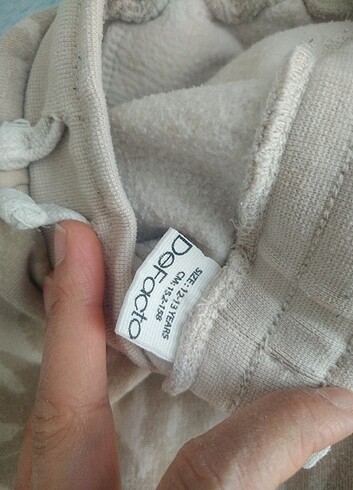 DeFacto
SIZE: 12-13 YEARS
CM: 152-158